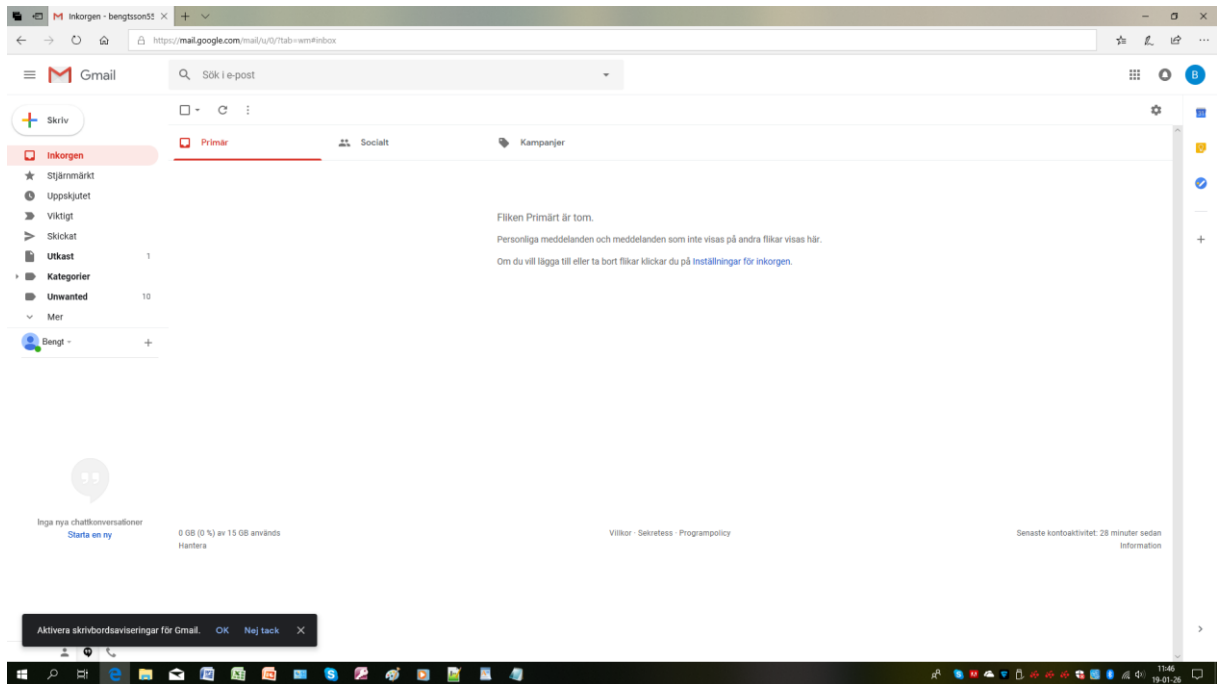 Inkorgen - bengtsson55
https://mail.google.com/mail/u/0/?tab=wm#inbox
Gmail
Sök i e-post
B
Skriv
Primär
Socialt
Kampanjer
Inkorgen
Stjärnmärkt
Uppskjutet
Viktigt
Skickat
Utkast 1
Kategorier
Unwanted 10
Mer
Bengt
Fliken Primärt är tom.
Personliga meddelanden och meddelanden som inte visas på andra flikar visas här.
Om du vill lägga till eller ta bort flikar klickar du på Inställningar för inkorgen.
Inga nya chattkonversationer
Starta en ny
0 GB (0 %) av 15 GB används
Hantera
Villkor · Sekretess · Programpolicy
Senaste kontoaktivitet: 28 minuter sedan
Information
Aktivera skrivbordsaviseringar för Gmail. OK Nej tack
11:46
19-01-26